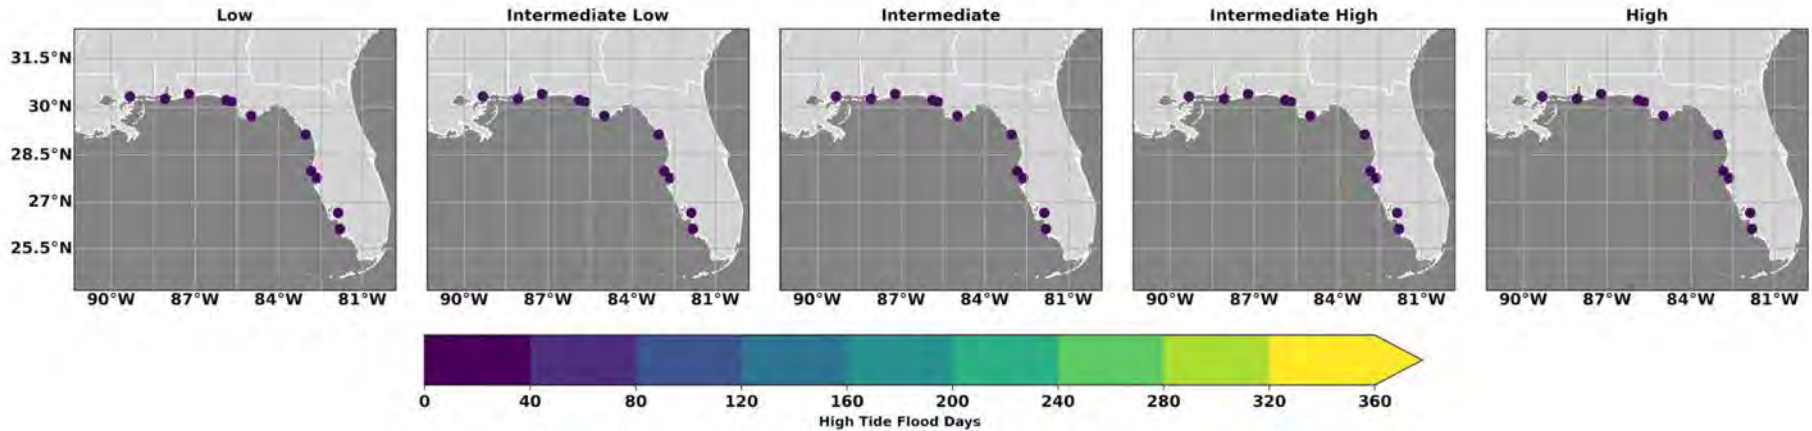 Low Intermediate Low Intermediate Intermediate High High
31.5°N
30°N
28.5°N
27°N
25.5°N
90°W 87°W 84°W 81°W 90°W 87°W 84°W 81°W 90°W 87°W 84°W 81°W 90°W 87°W 84°W 81°W 90°W 87°W 84°W 81°W
0 40 80 120 160 200 240 280 320 360
High Tide Flood Days